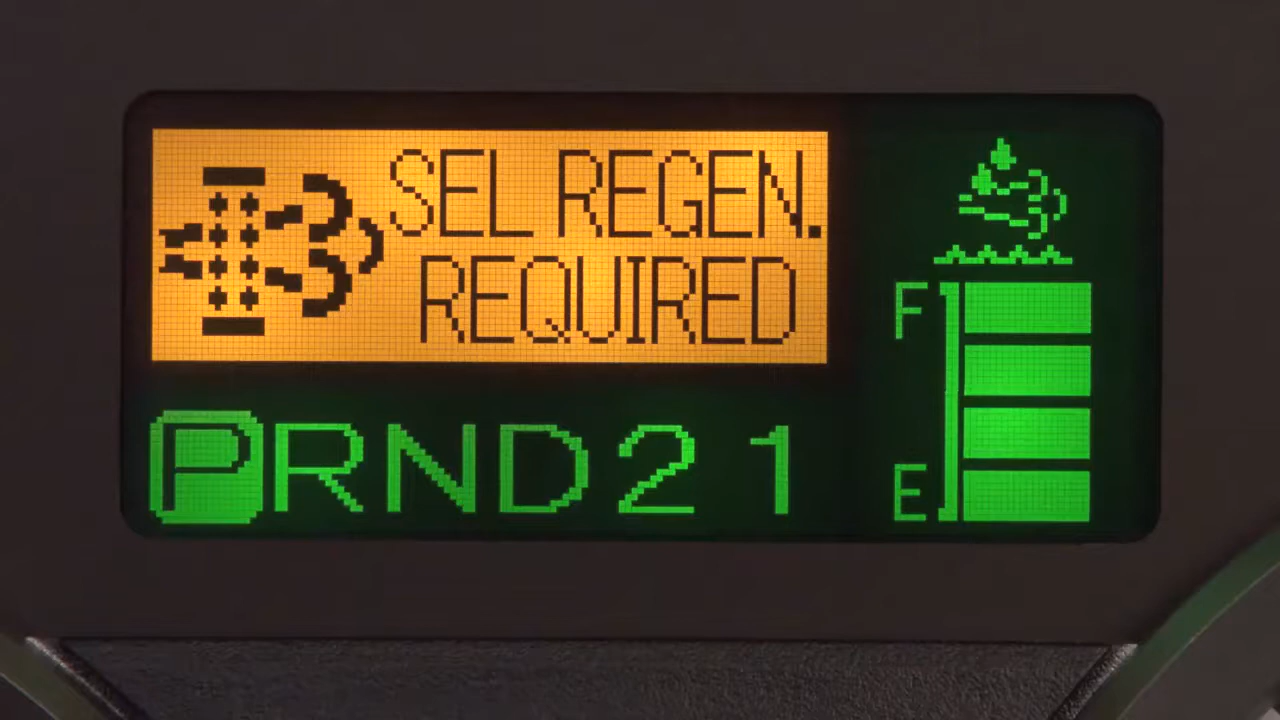 SEL REGEN.
REQUIRED
PRND21
F
E